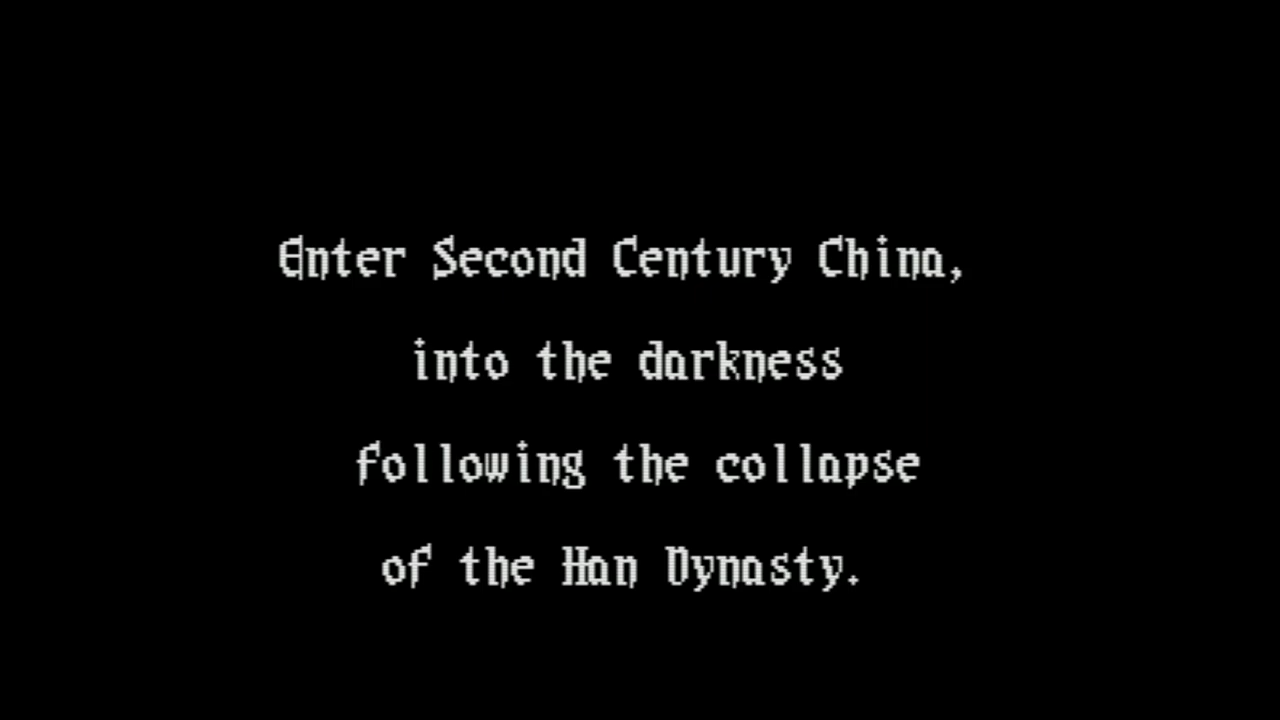 Enter Second Century China,
into the darkness
following the collapse
of the Han Dynasty.